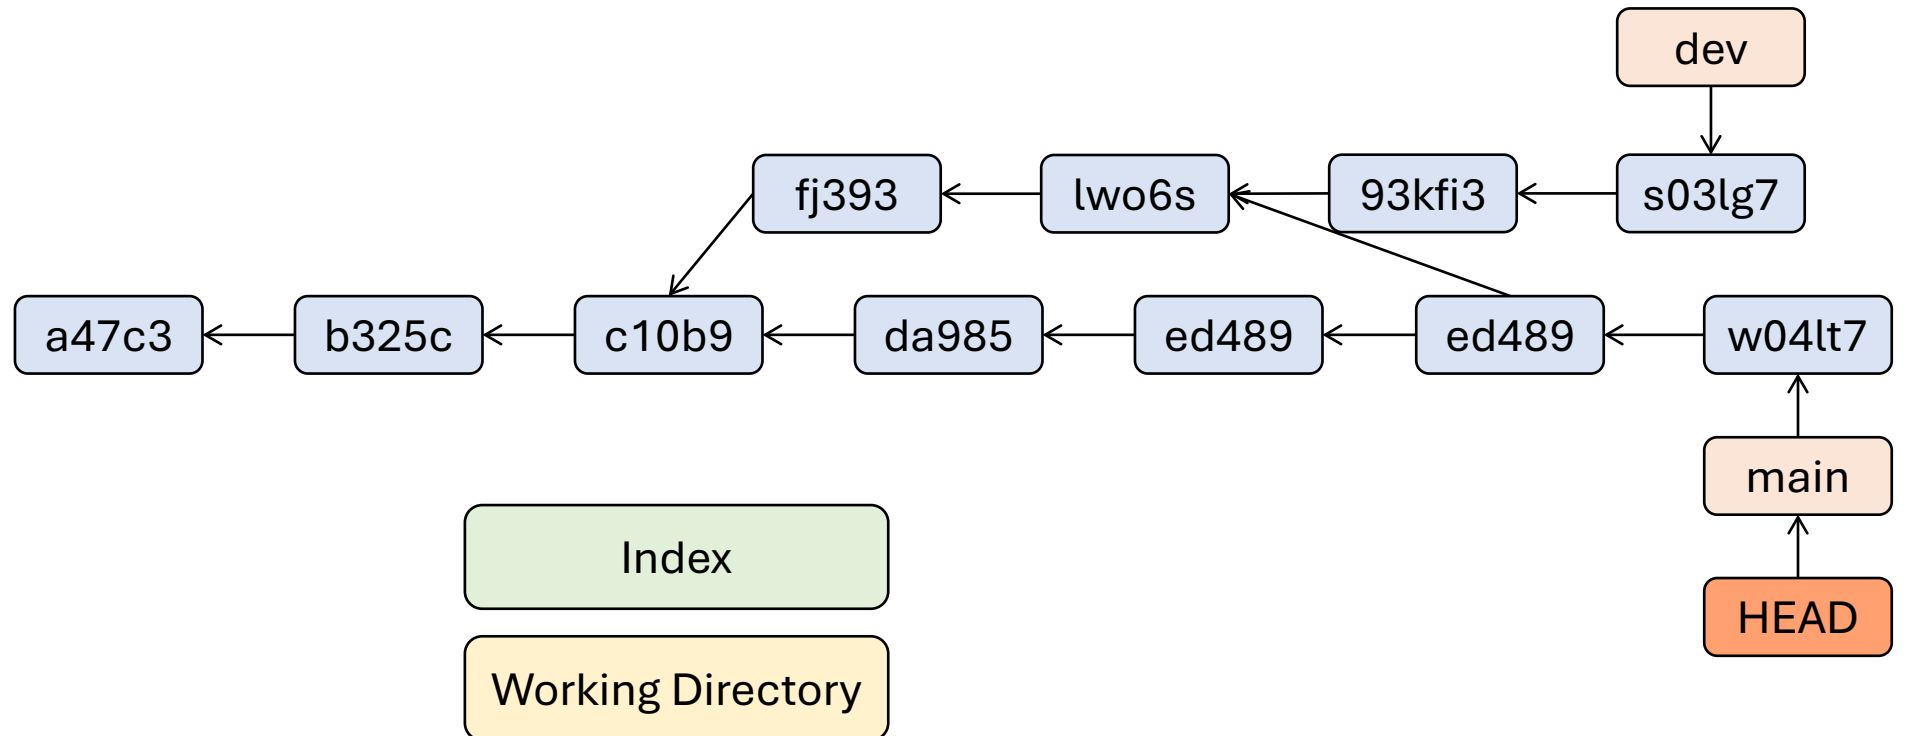 dev
fj393
lwo6s
93kfi3
s03lg7
a47c3
b325c
c10b9
da985
ed489
ed489
w04lt7
main
Index
HEAD
Working Directory